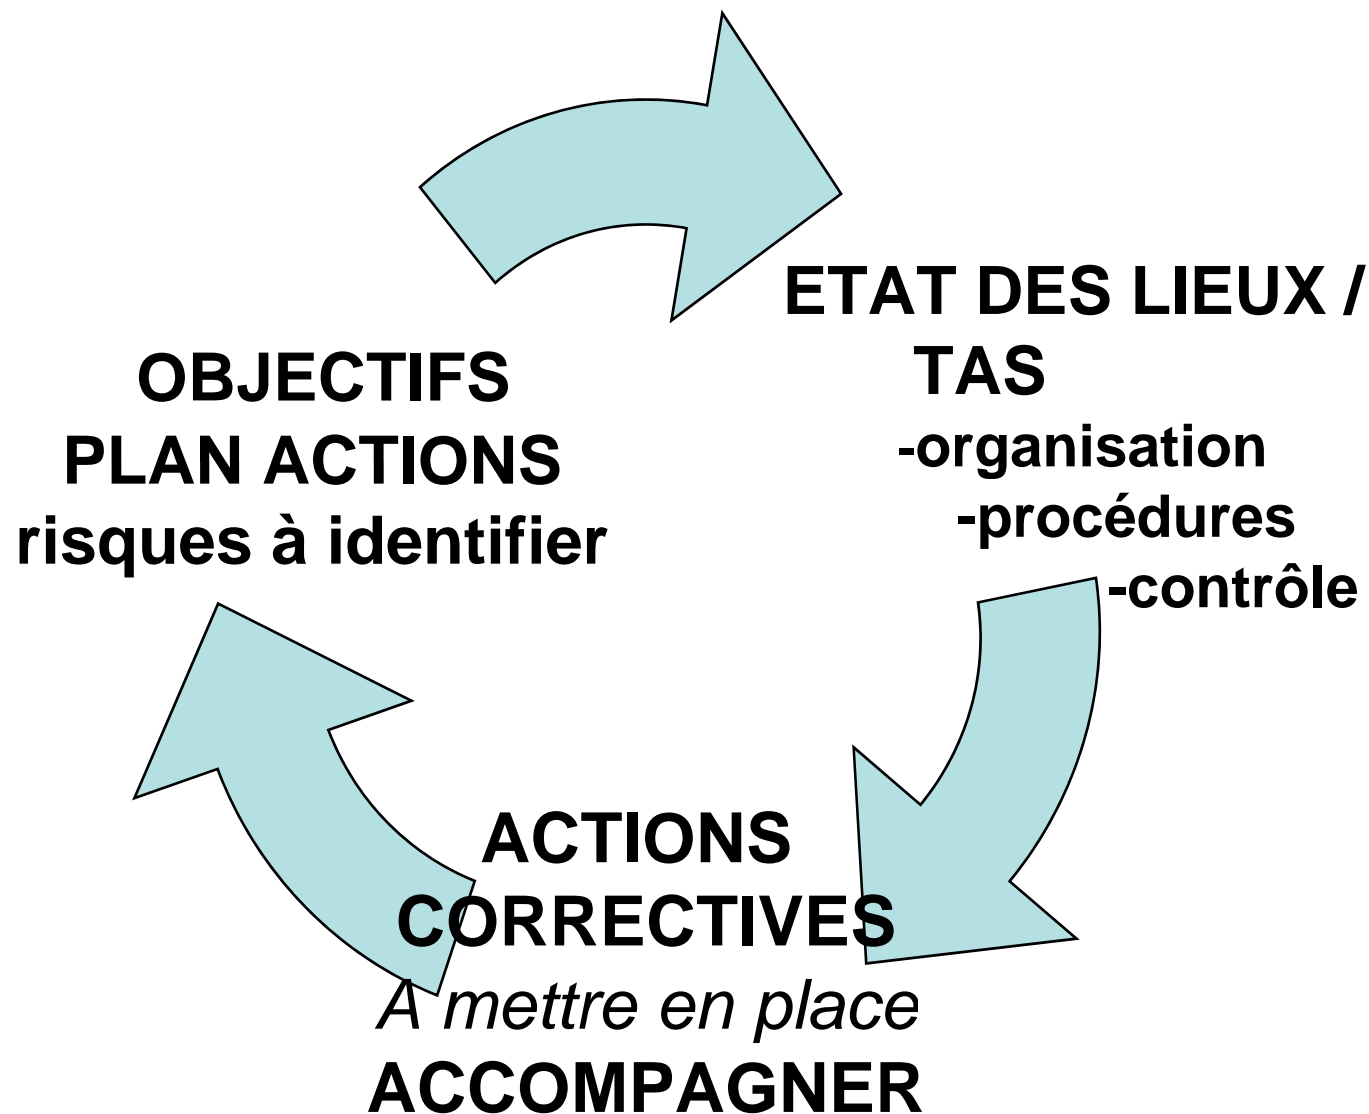 OBJECTIFS
PLAN ACTIONS
risques à identifier
ETAT DES LIEUX /
TAS
-organisation
-procédures
-contrôle
ACTIONS
CORRECTIVES
A mettre en place
ACCOMPAGNER